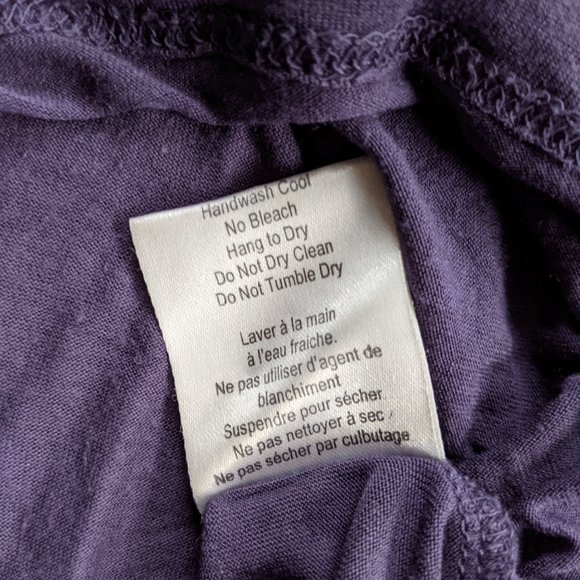 Handwash Cool
No Bleach
Hang to Dry
Do Not Dry Clean
Do Not Tumble Dry
Laver à la main
à l'eau fraiche.
Ne pas utiliser d'agent de
blanchiment
Suspendre pour sécher
Ne pas nettoyer à sec
Ne pas sécher par culbutage